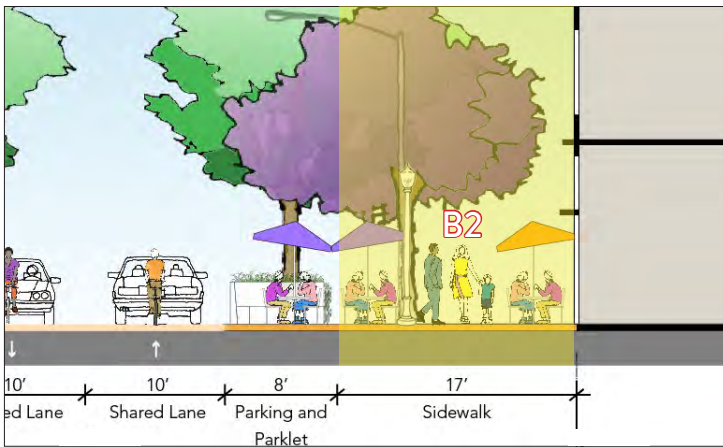 B2
10′ 10′ 8′ 17′
ed Lane Shared Lane Parking and Sidewalk
Parklet